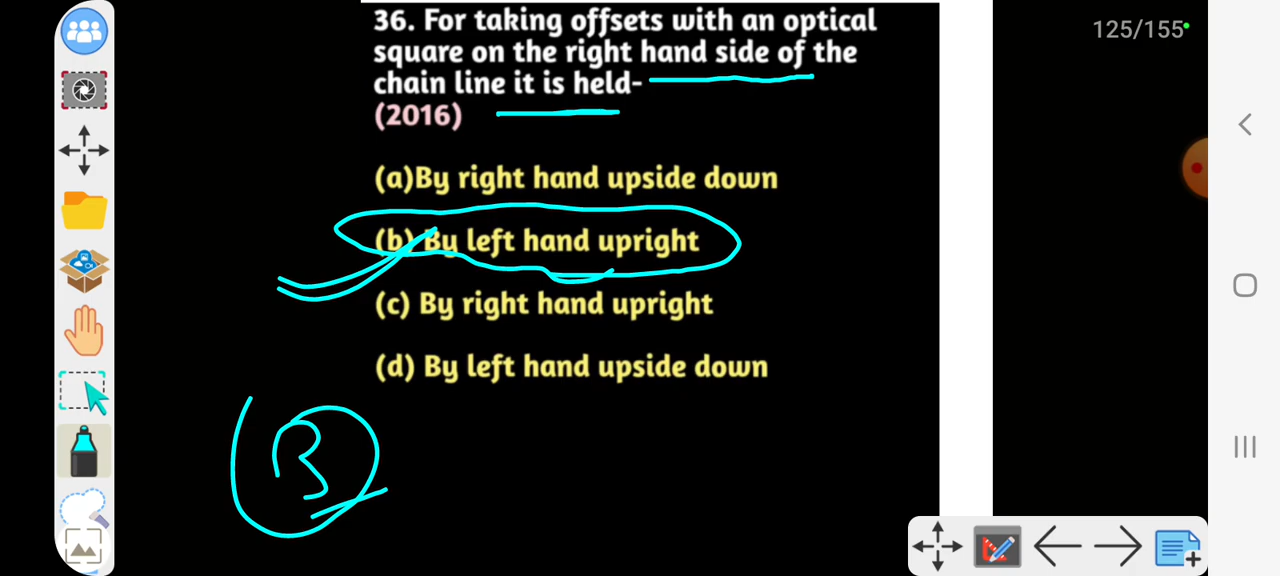 125/155
36. For taking offsets with an optical
square on the right hand side of the
chain line it is held-
(2016)
(a)By right hand upside down
(b) By left hand upright
(c) By right hand upright
(d) By left hand upside down
B